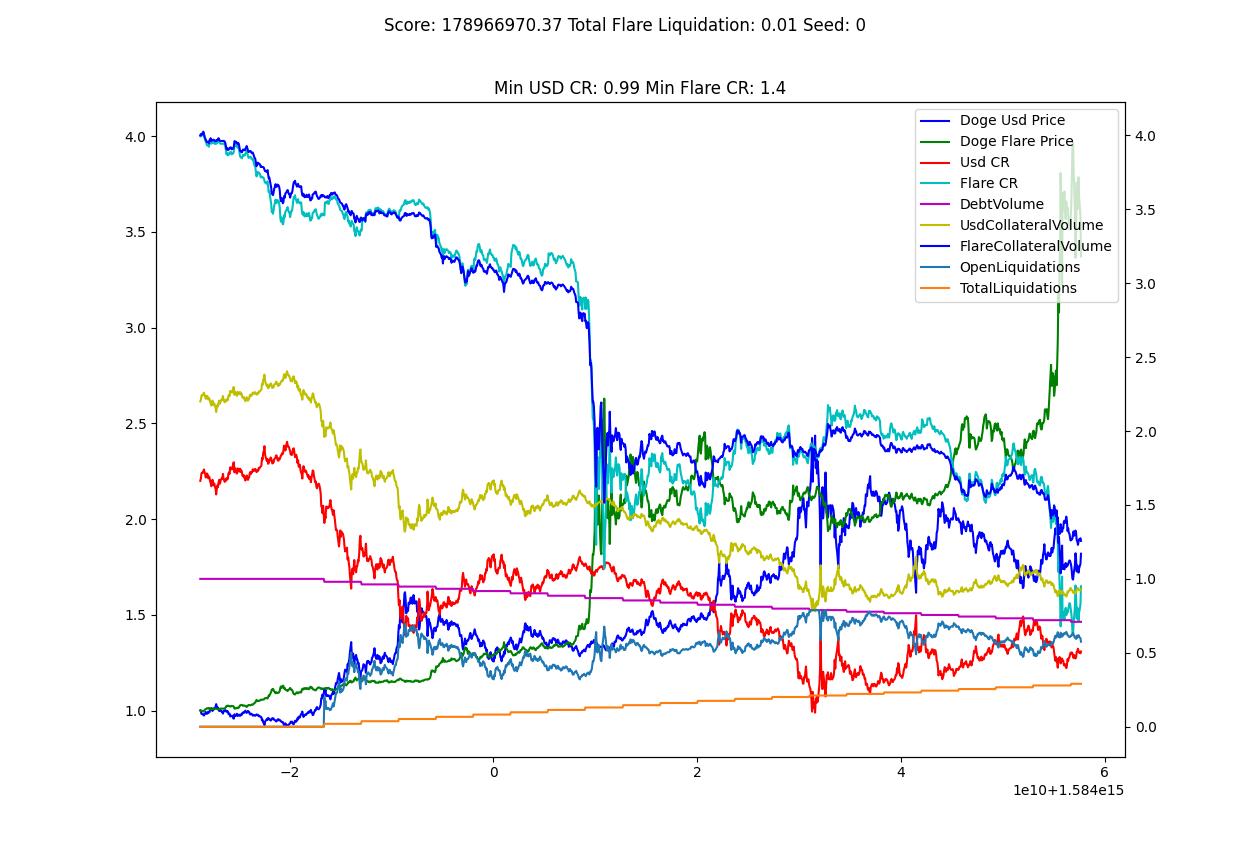 Score: 178966970.37 Total Flare Liquidation: 0.01 Seed: 0
Min USD CR: 0.99 Min Flare CR: 1.4
Doge Usd Price
Doge Flare Price
Usd CR
Flare CR
DebtVolume
UsdCollateralVolume
FlareCollateralVolume
OpenLiquidations
TotalLiquidations
4.0
3.5
3.0
2.5
2.0
1.5
1.0
4.0
3.5
3.0
2.5
2.0
1.5
1.0
0.5
0.0
−2
0
2
4
6
1e10+1.584e15